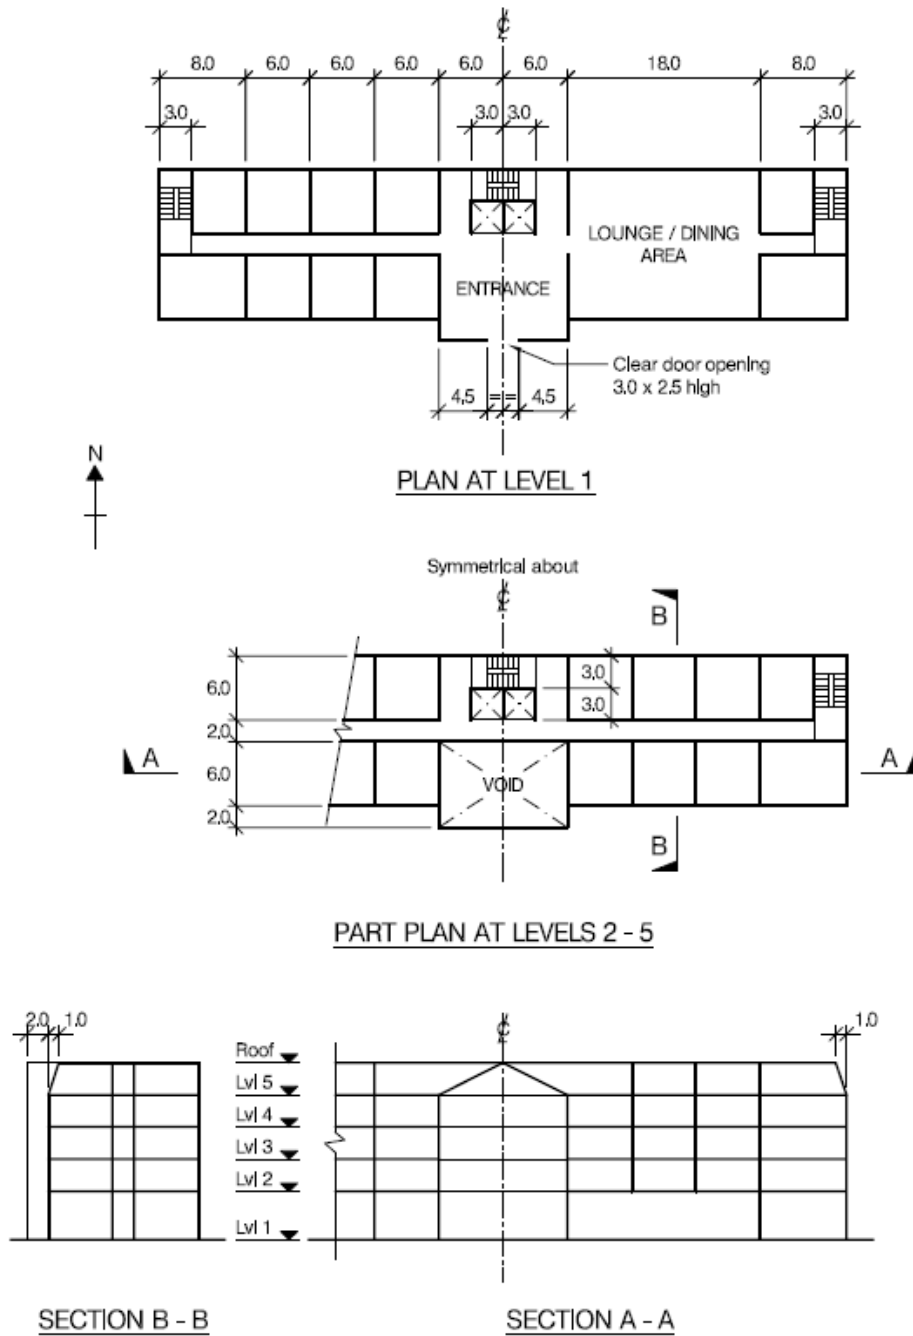 ℄
8.0 6.0 6.0 6.0 6.0 6.0 18.0 8.0
3.0 3.0 3.0 3.0
LOUNGE / DINING
AREA
ENTRANCE
Clear door opening
3.0 x 2.5 high
4.5 = = 4.5
PLAN AT LEVEL 1
N
Symmetrical about
℄
B
6.0 3.0
3.0
2.0
A A
6.0 VOID
2.0
B
PART PLAN AT LEVELS 2 - 5
2.0 1.0 ℄ 1.0
Roof
Lvl 5
Lvl 4
Lvl 3
Lvl 2
Lvl 1
SECTION B - B SECTION A - A